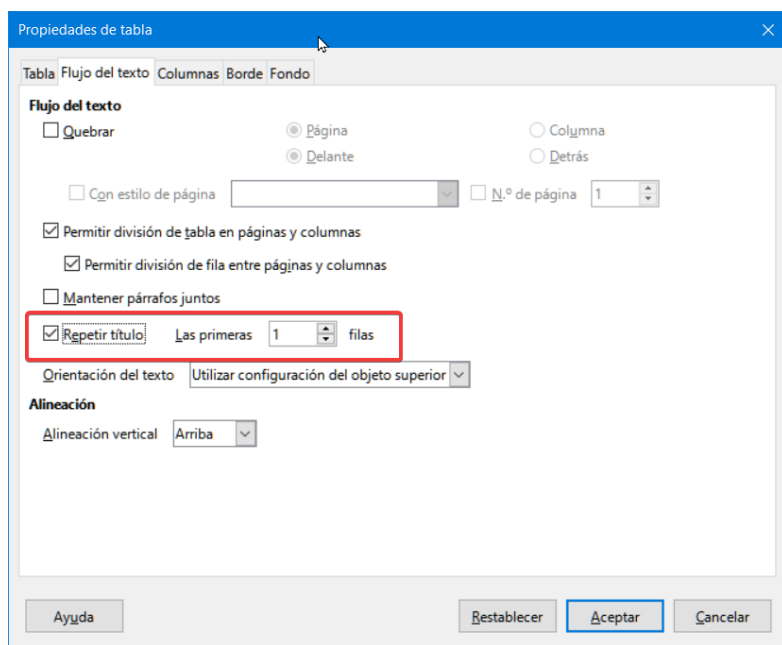 Propiedades de tabla
Tabla Flujo del texto Columnas Borde Fondo
Flujo del texto
Quebrar Página Columna
Delante Detrás
Con estilo de página N.º de página 1
Permitir división de tabla en páginas y columnas
Permitir división de fila entre páginas y columnas
Mantener párrafos juntos
Repetir título Las primeras 1 filas
Orientación del texto Utilizar configuración del objeto superior
Alineación
Alineación vertical Arriba
Ayuda Restablecer Aceptar Cancelar